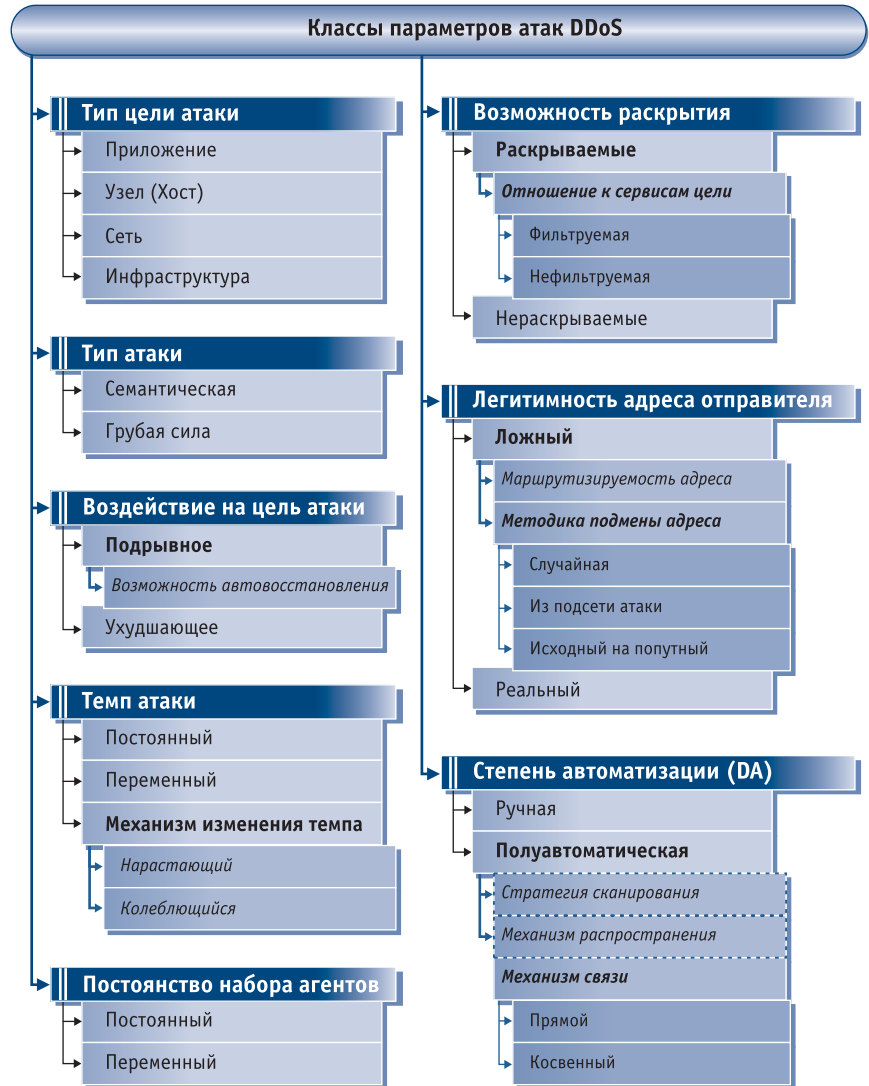 Классы параметров атак DDoS
Тип цели атаки
Приложение
Узел (Хост)
Сеть
Инфраструктура
Тип атаки
Семантическая
Грубая сила
Воздействие на цель атаки
Подрывное
Возможность автовосстановления
Ухудшающее
Темп атаки
Постоянный
Переменный
Механизм изменения темпа
Нарастающий
Колеблющийся
Постоянство набора агентов
Постоянный
Переменный
Возможность раскрытия
Раскрываемые
Отношение к сервисам цели
Фильтруемая
Нефильтруемая
Нераскрываемые
Легитимность адреса отправителя
Ложный
Маршрутизируемость адреса
Методика подмены адреса
Случайная
Из подсети атаки
Исходный на попутный
Реальный
Степень автоматизации (DA)
Ручная
Полуавтоматическая
Стратегия сканирования
Механизм распространения
Механизм связи
Прямой
Косвенный